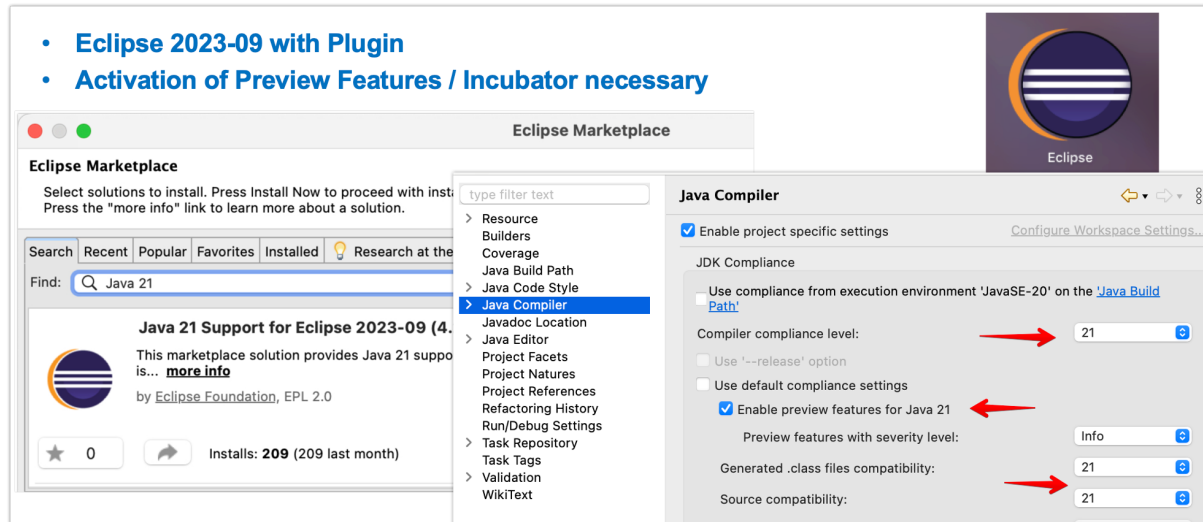 • Eclipse 2023-09 with Plugin
• Activation of Preview Features / Incubator necessary
Eclipse
Eclipse Marketplace
Eclipse Marketplace
Select solutions to install. Press Install Now to proceed with inst
Press the "more info" link to learn more about a solution.
Search Recent Popular Favorites Installed Research at the
Find: Java 21
Java 21 Support for Eclipse 2023-09 (4.
This marketplace solution provides Java 21 suppo
is... more info
by Eclipse Foundation, EPL 2.0
0
Installs: 209 (209 last month)
type filter text
Resource
Builders
Coverage
Java Build Path
Java Code Style
Java Compiler
Javadoc Location
Java Editor
Project Facets
Project Natures
Project References
Refactoring History
Run/Debug Settings
Task Repository
Task Tags
Validation
WikiText
Java Compiler
Enable project specific settings
Configure Workspace Settings...
JDK Compliance
Use compliance from execution environment 'JavaSE-20' on the 'Java Build
Path'
Compiler compliance level: 21
Use '--release' option
Use default compliance settings
Enable preview features for Java 21
Preview features with severity level: Info
Generated .class files compatibility: 21
Source compatibility: 21